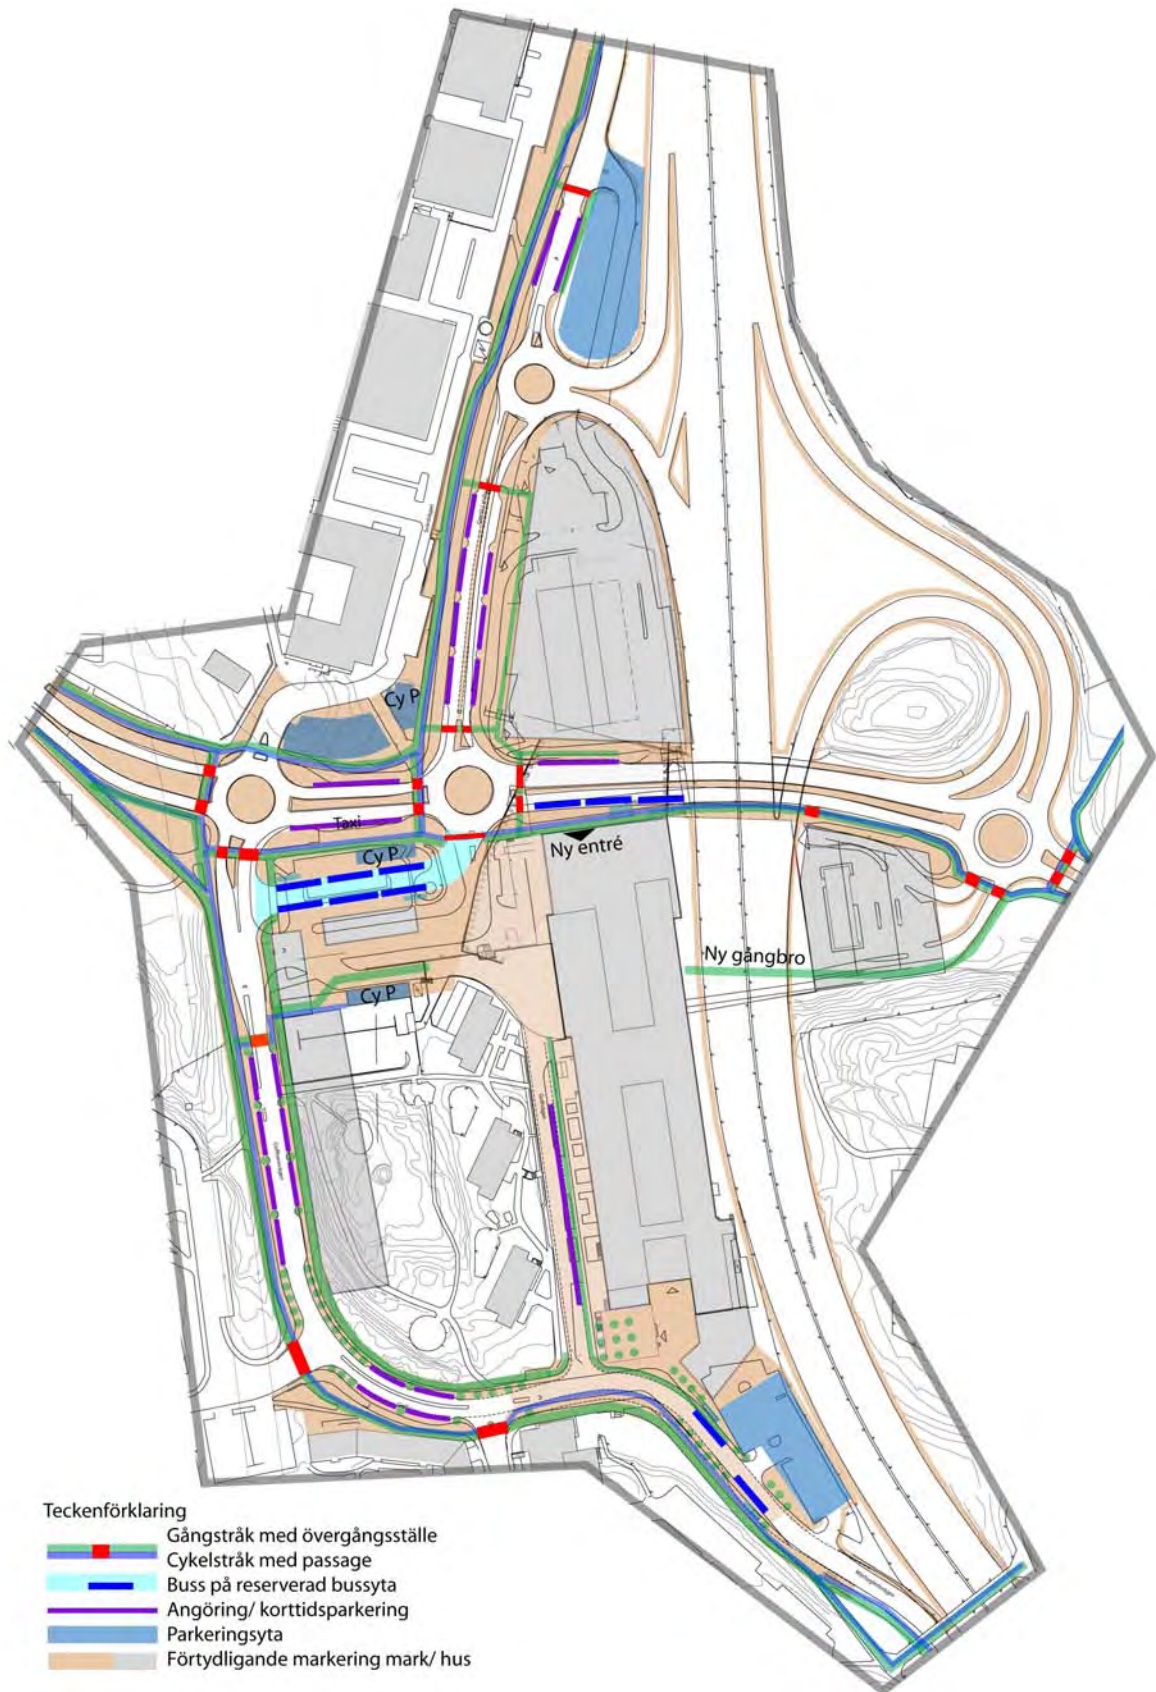 Cy P
Taxi
Cy P
Ny entré
Ny gångbro
Cy P
Teckenförklaring
Gångstråk med övergångsställe
Cykelstråk med passage
Buss på reserverad bussyta
Angöring/ korttidsparkering
Parkeringsyta
Förtydligande markering mark/ hus